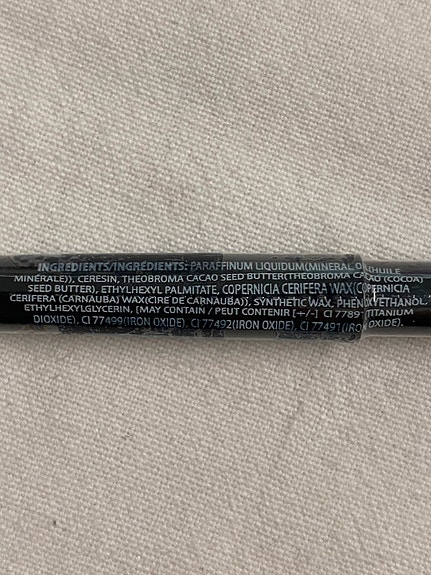 INGREDIENTS/INGRÉDIENTS: PARAFFINUM LIQUIDUM(MINERAL OIL(HUILE
MINÉRALE)), CERESIN, THEOBROMA CACAO SEED BUTTER(THEOBROMA CACAO (COCOA)
SEED BUTTER), ETHYLHEXYL PALMITATE, COPERNICIA CERIFERA WAX(COPERNICIA
CERIFERA (CARNAUBA) WAX(CIRE DE CARNAUBA)), SYNTHETIC WAX, PHENOXYETHANOL,
ETHYLHEXYLGLYCERIN, [MAY CONTAIN / PEUT CONTENIR [+/-] CI 77891(TITANIUM
DIOXIDE), CI 77499(IRON OXIDE), CI 77492(IRON OXIDE), CI 77491(IRON OXIDE).